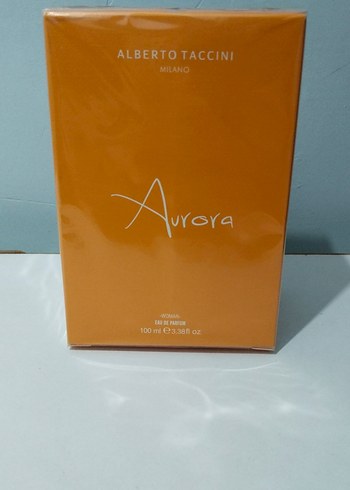 ALBERTO TACCINI
MILANO
Aurora
WOMAN
EAU DE PARFUM
100 ml ℮ 3,38 fl oz.